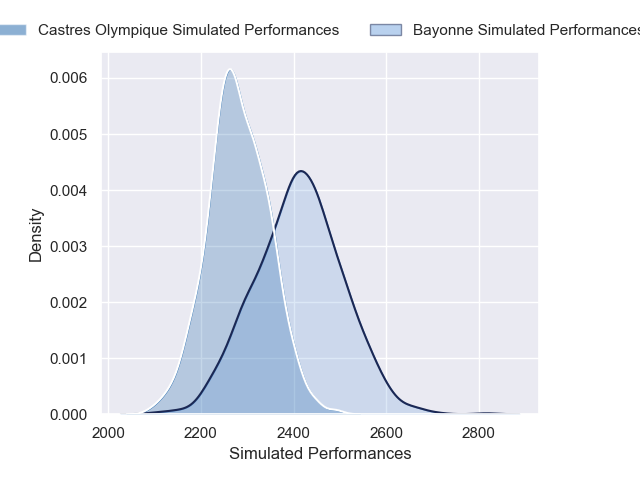 Castres Olympique Simulated Performances
Bayonne Simulated Performances
0.006
0.005
0.004
0.003
0.002
0.001
0.000
Density
2000 2200 2400 2600 2800
Simulated Performances